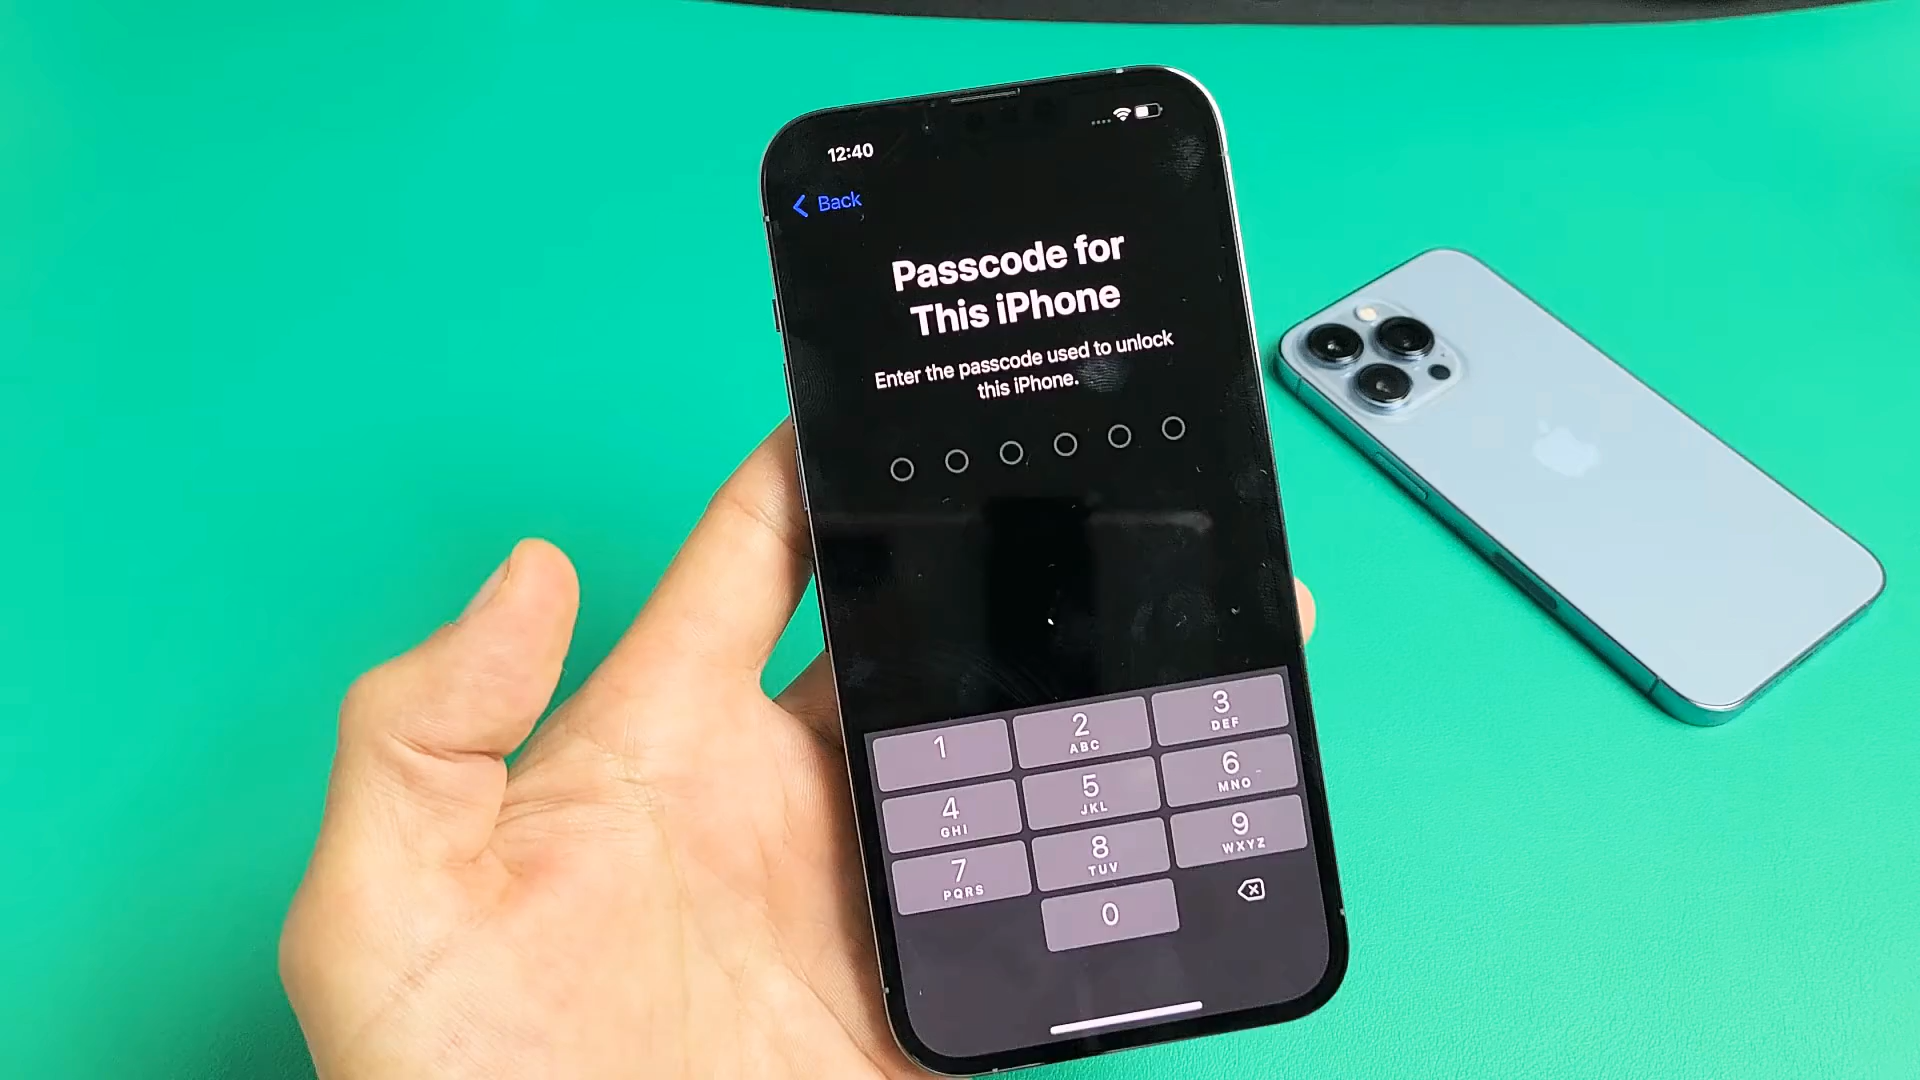 12:40
Back
Passcode for
This iPhone
Enter the passcode used to unlock
this iPhone.
1
2
ABC
3
DEF
4
GHI
5
JKL
6
MNO
7
PQRS
8
TUV
9
WXYZ
0